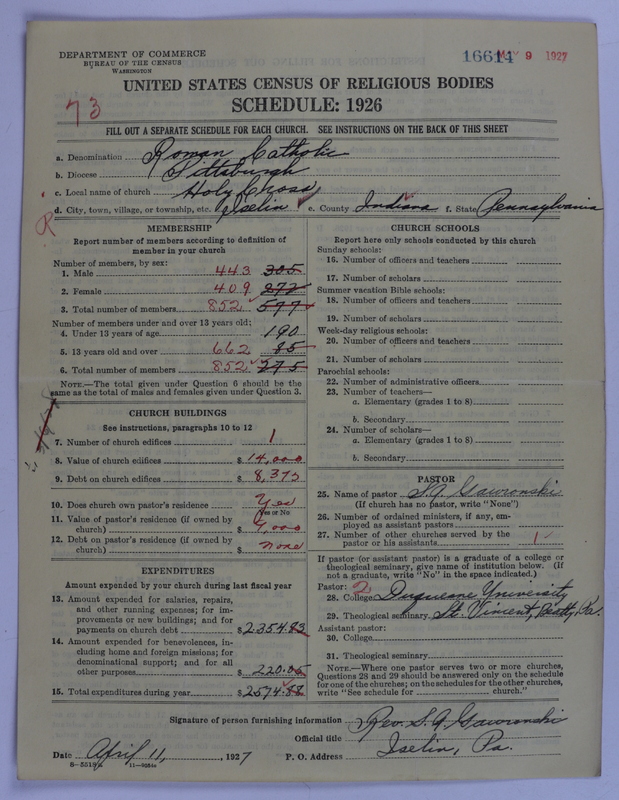 DEPARTMENT OF COMMERCE
BUREAU OF THE CENSUS
WASHINGTON
16614 MAY 9 1927
UNITED STATES CENSUS OF RELIGIOUS BODIES
SCHEDULE: 1926
73
FILL OUT A SEPARATE SCHEDULE FOR EACH CHURCH. SEE INSTRUCTIONS ON THE BACK OF THIS SHEET
a. Denomination Roman Catholic
b. Diocese Pittsburgh
c. Local name of church Holy Cross
d. City, town, village, or township, etc. Iselin e. County Indiana f. State Pennsylvania
R
MEMBERSHIP
Report number of members according to definition of
member in your church
Number of members, by sex:
1. Male 443 305
2. Female 409 272
3. Total number of members 852 577
Number of members under and over 13 years old:
4. Under 13 years of age 190
5. 13 years old and over 662 85
6. Total number of members 852 275
NOTE.—The total given under Question 6 should be the
same as the total of males and females given under Question 3.
CHURCH BUILDINGS
See instructions, paragraphs 10 to 12
7. Number of church edifices 1
8. Value of church edifices $ 14,000
9. Debt on church edifices $ 8,375
10. Does church own pastor's residence Yes
(Yes or No)
11. Value of pastor's residence (if owned by
church) $ ,000
12. Debt on pastor's residence (if owned by
church) $ none
EXPENDITURES
Amount expended by your church during last fiscal year
13. Amount expended for salaries, repairs,
and other running expenses; for im-
provements or new buildings; and for
payments on church debt $ 2354.83
14. Amount expended for benevolences, in-
cluding home and foreign missions; for
denominational support; and for all
other purposes $ 220.05
15. Total expenditures during year $ 2574.88
CHURCH SCHOOLS
Report here only schools conducted by this church
Sunday schools:
16. Number of officers and teachers
17. Number of scholars
Summer vacation Bible schools:
18. Number of officers and teachers
19. Number of scholars
Week-day religious schools:
20. Number of officers and teachers
21. Number of scholars
Parochial schools:
22. Number of administrative officers
23. Number of teachers—
a. Elementary (grades 1 to 8)
b. Secondary
24. Number of scholars—
a. Elementary (grades 1 to 8)
b. Secondary
PASTOR
25. Name of pastor S. A. Gawronski
(If church has no pastor, write "None")
26. Number of ordained ministers, if any, em-
ployed as assistant pastors
27. Number of other churches served by the
pastor or his assistants 1
If pastor (or assistant pastor) is a graduate of a college or
theological seminary, give name of institution below. (If
not a graduate, write "No" in the space indicated.)
Pastor: 2
28. College Duquesne University
29. Theological seminary St. Vincent, Beatty, Pa.
Assistant pastor:
30. College
31. Theological seminary
NOTE.—Where one pastor serves two or more churches,
Questions 28 and 29 should be answered only on the schedule
for one of the churches; on the schedules for the other churches,
write "See schedule for church."
Signature of person furnishing information Rev. S. A. Gawronski
Official title
Date April 11, 1927 P. O. Address Iselin, Pa.